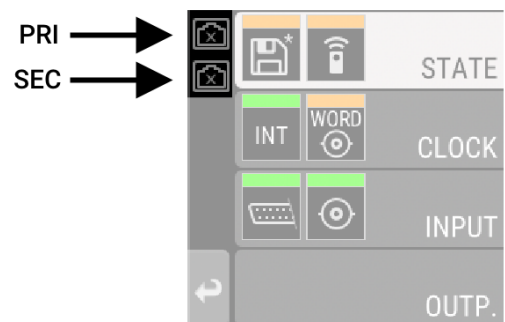 PRI
SEC
STATE
INT
WORD
CLOCK
INPUT
OUTP.